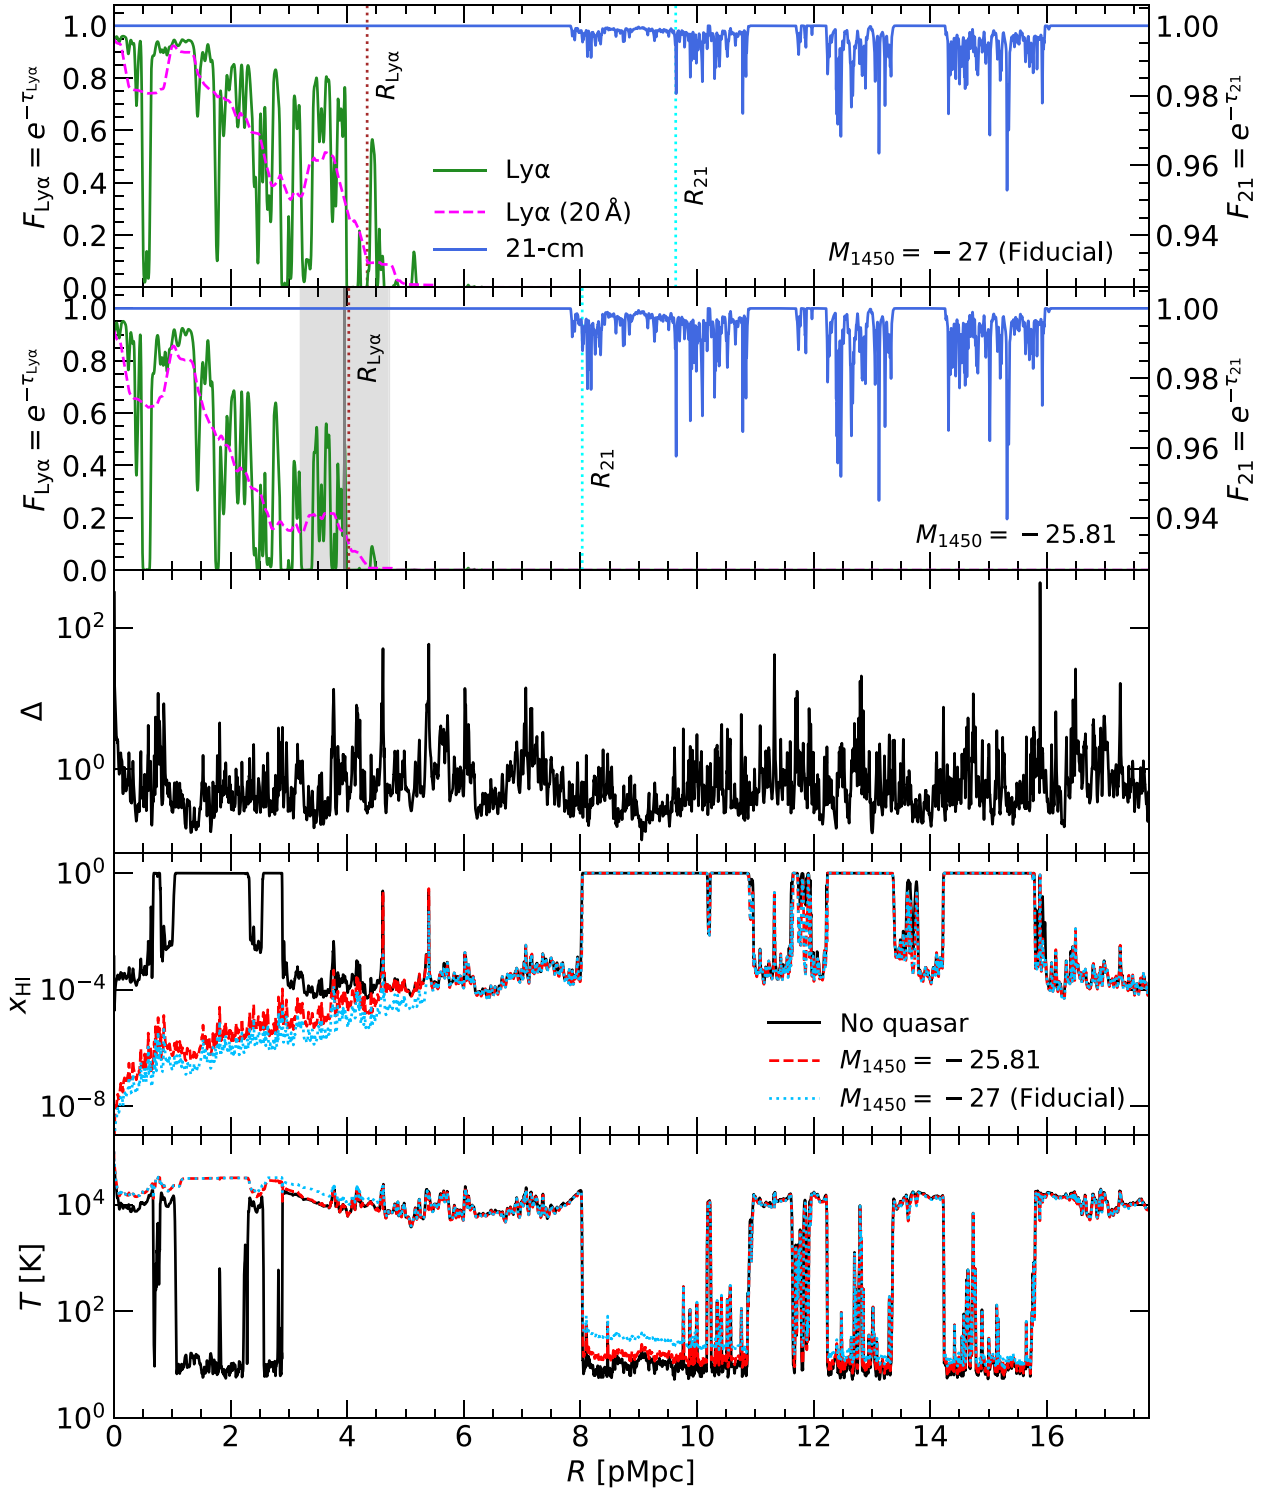 1.0
0.8
0.6
0.4
0.2
0.0
F_Lyα = e^−τ_Lyα
R_Lyα
R_21
Lyα
Lyα (20 Å)
21-cm
M_1450 = −27 (Fiducial)
1.00
0.98
0.96
0.94
F_21 = e^−τ_21
1.0
0.8
0.6
0.4
0.2
0.0
F_Lyα = e^−τ_Lyα
R_Lyα
R_21
M_1450 = −25.81
1.00
0.98
0.96
0.94
F_21 = e^−τ_21
10^2
10^0
Δ
10^0
10^−4
10^−8
x_HI
No quasar
M_1450 = −25.81
M_1450 = −27 (Fiducial)
10^4
10^2
10^0
T [K]
0 2 4 6 8 10 12 14 16
R [pMpc]